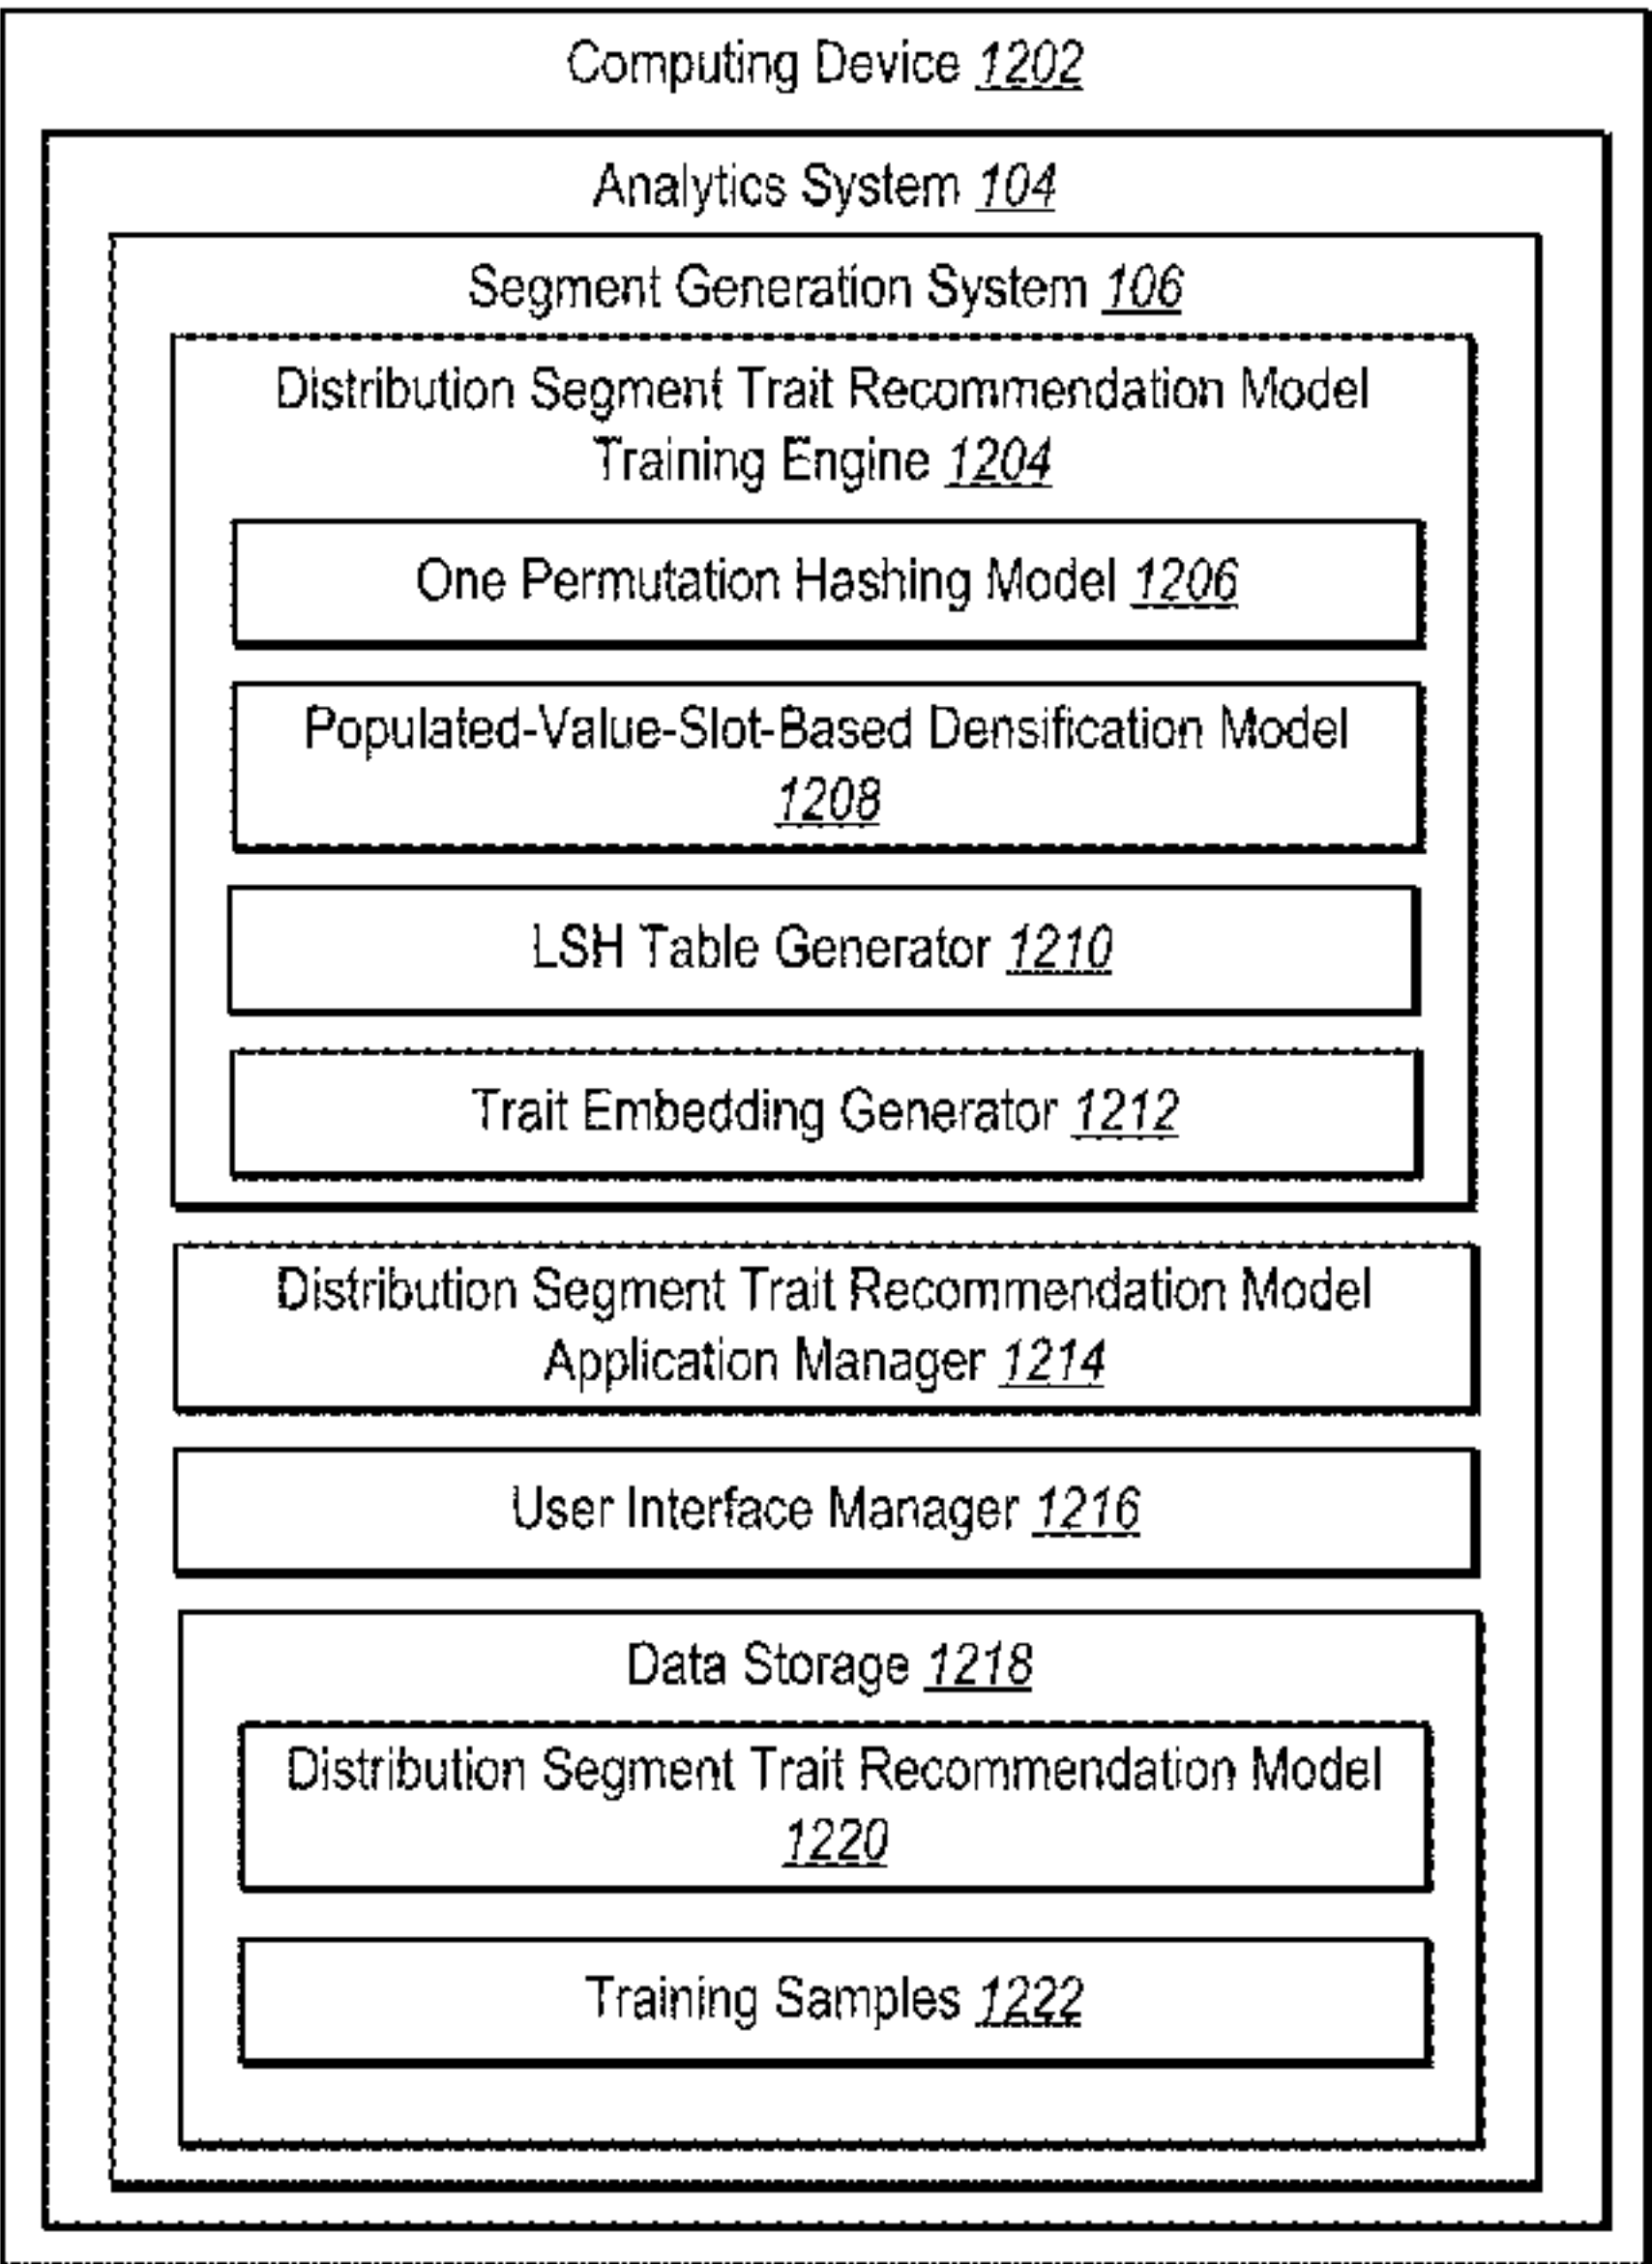 Computing Device 1202
Analytics System 104
Segment Generation System 106
Distribution Segment Trait Recommendation Model
Training Engine 1204
One Permutation Hashing Model 1206
Populated-Value-Slot-Based Densification Model
1208
LSH Table Generator 1210
Trait Embedding Generator 1212
Distribution Segment Trait Recommendation Model
Application Manager 1214
User Interface Manager 1216
Data Storage 1218
Distribution Segment Trait Recommendation Model
1220
Training Samples 1222